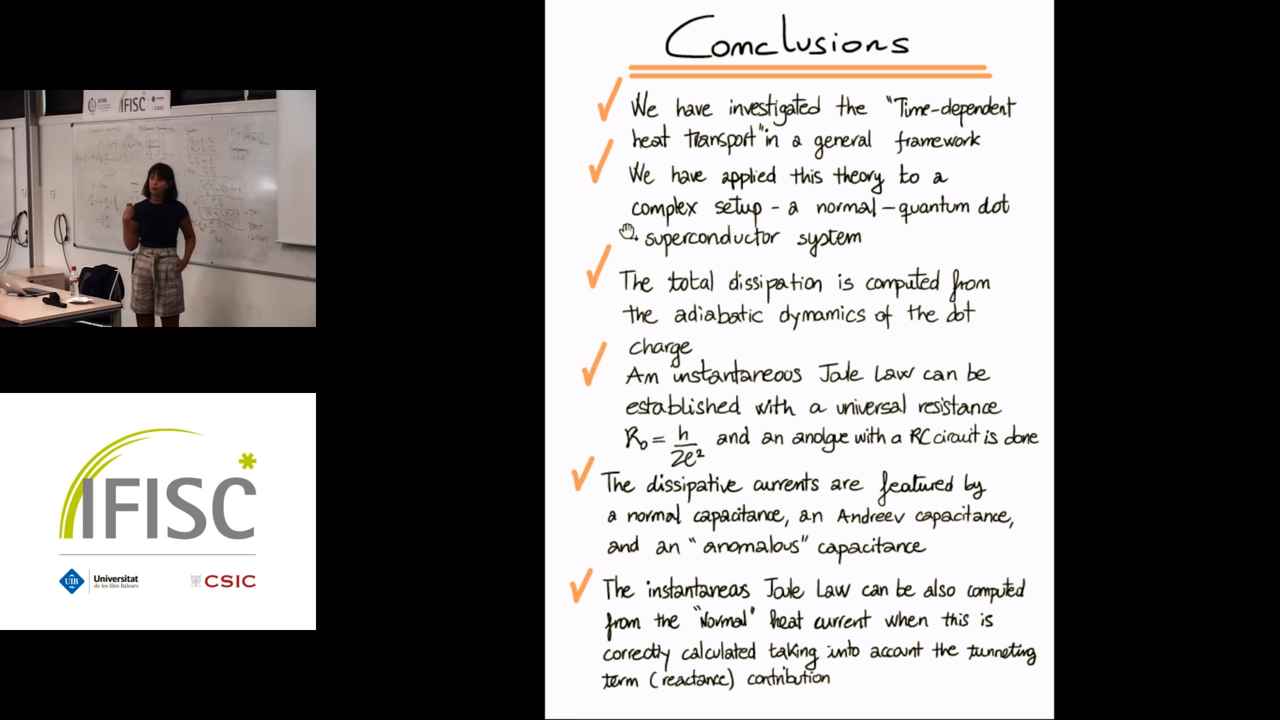 Conclusions
We have investigated the "Time-dependent
heat Transport" in a general framework
We have applied this theory to a
complex setup - a normal - quantum dot
superconductor system
The total dissipation is computed from
the adiabatic dynamics of the dot
charge
An instantaneous Joule Law can be
established with a universal resistance
R₀ = h/2e² and an anolgue with a RC circuit is done
The dissipative currents are featured by
a normal capacitance, an Andreev capacitance,
and an "anomalous" capacitance
The instantaneas Joule Law can be also computed
from the "Normal" heat current when this is
correctly calculated taking into account the tunneling
term (reactance) contribution
IFISC
IFISC
UIB
Universitat
de les Illes Balears
CSIC